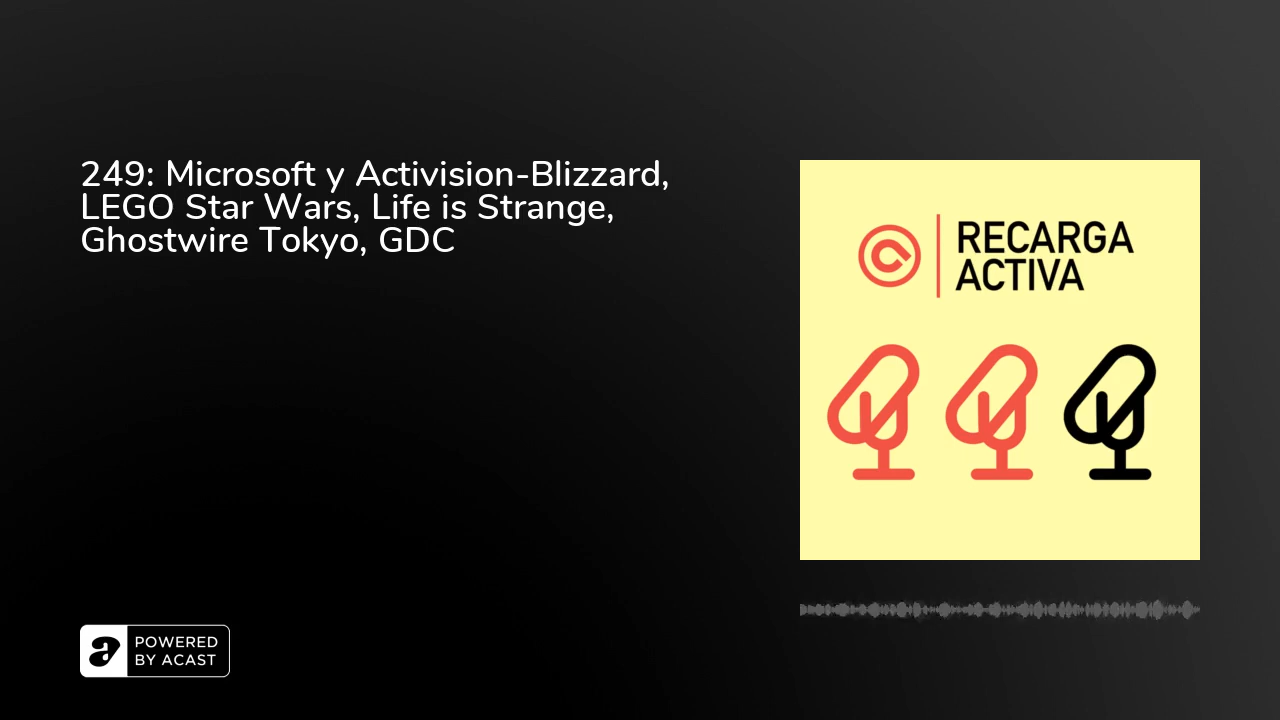 249: Microsoft y Activision-Blizzard,
LEGO Star Wars, Life is Strange,
Ghostwire Tokyo, GDC
RECARGA
ACTIVA
POWERED
BY ACAST